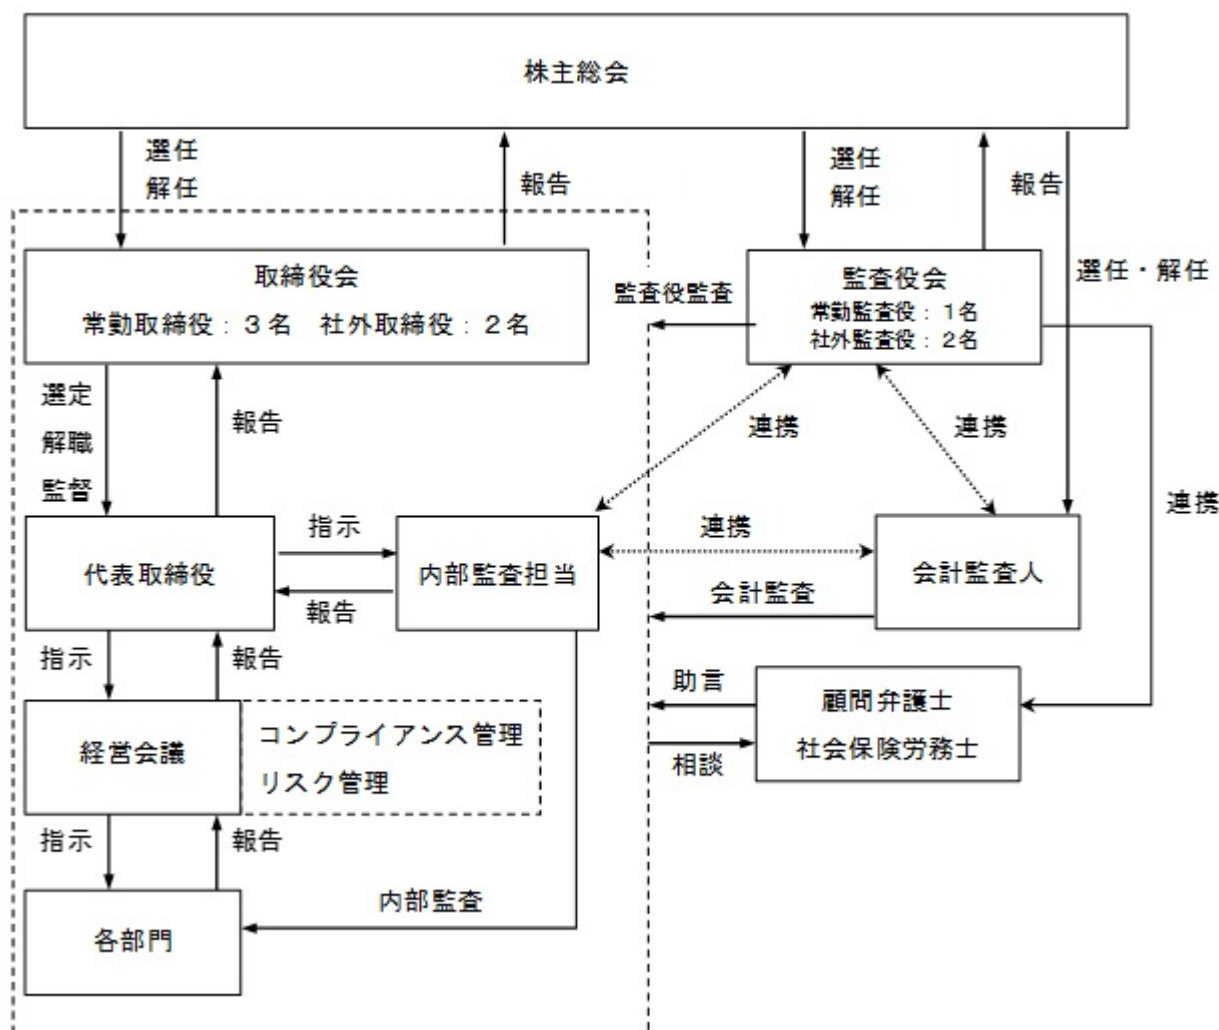 株主総会
選任
解任
報告
選任
解任
報告
選任・解任
取締役会
常勤取締役：３名　社外取締役：２名
監査役監査
監査役会
常勤監査役：１名
社外監査役：２名
選定
解職
監督
報告
連携
連携
連携
代表取締役
指示
報告
内部監査担当
連携
会計監査
会計監査人
指示
報告
助言
相談
顧問弁護士
社会保険労務士
経営会議
コンプライアンス管理
リスク管理
指示
報告
内部監査
各部門